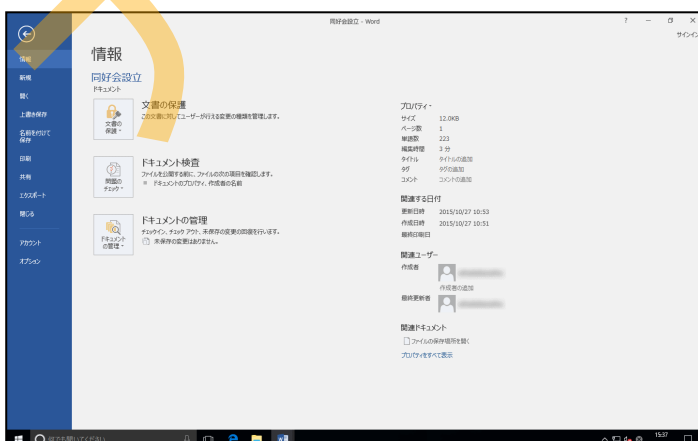 同好会設立 - Word
?
サインイン
情報
新規
開く
上書き保存
名前を付けて
保存
印刷
共有
エクスポート
閉じる
アカウント
オプション
情報
同好会設立
ドキュメント
文書の
保護
文書の保護
この文書に対してユーザーが行える変更の種類を管理します。
問題の
チェック
ドキュメント検査
ファイルを公開する前に、ファイルの次の項目を確認します。
ドキュメントのプロパティ、作成者の名前
ドキュメント
の管理
ドキュメントの管理
チェックイン、チェック アウト、未保存の変更の回復を行います。
未保存の変更はありません。
プロパティ
サイズ 12.0KB
ページ数 1
単語数 223
編集時間 2 分
タイトル タイトルの追加
タグ タグの追加
コメント コメントの追加
関連する日付
更新日時 2015/10/27 10:53
作成日時 2015/10/27 10:51
最終印刷日
関連ユーザー
作成者
作成者の追加
最終更新者
関連ドキュメント
ファイルの保存場所を開く
プロパティをすべて表示
何でも聞いてください
15:37